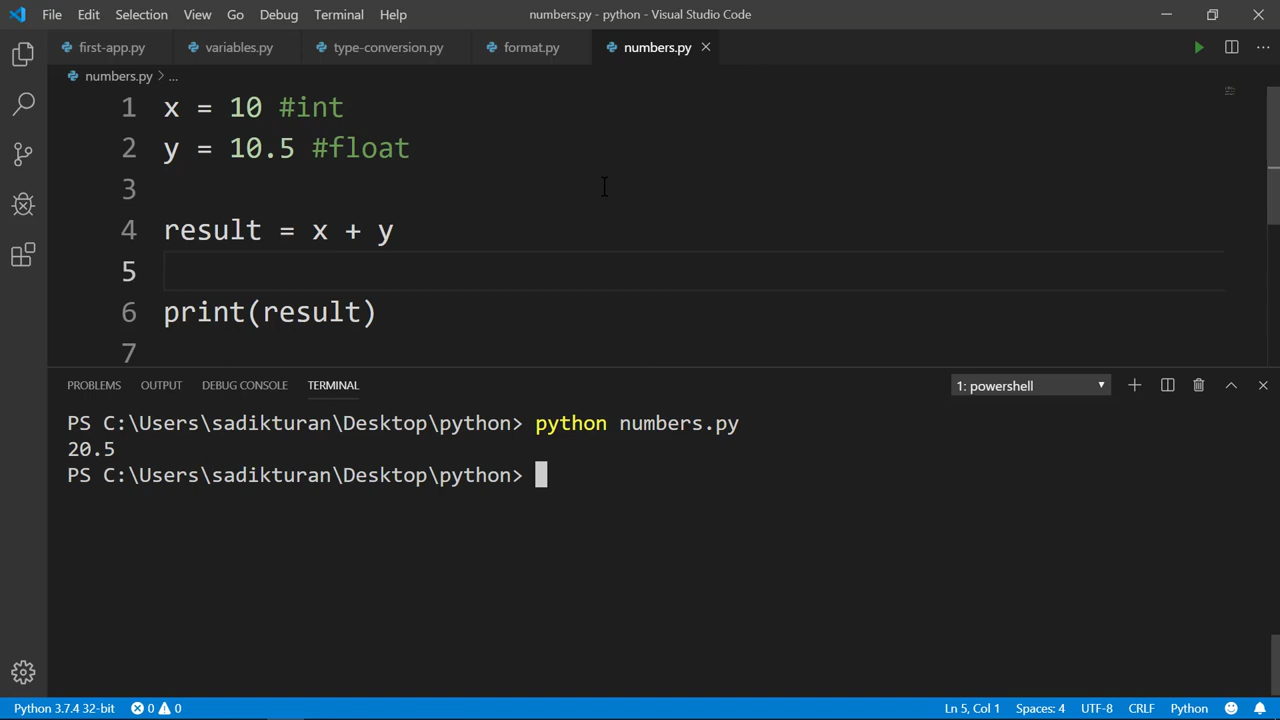 File Edit Selection View Go Debug Terminal Help numbers.py - python - Visual Studio Code
first-app.py variables.py type-conversion.py format.py numbers.py
numbers.py > ...
1 x = 10 #int
2 y = 10.5 #float
3
4 result = x + y
5
6 print(result)
7
PROBLEMS OUTPUT DEBUG CONSOLE TERMINAL 1: powershell
PS C:\Users\sadikturan\Desktop\python> python numbers.py
20.5
PS C:\Users\sadikturan\Desktop\python>
Python 3.7.4 32-bit 0 0 Ln 5, Col 1 Spaces: 4 UTF-8 CRLF Python